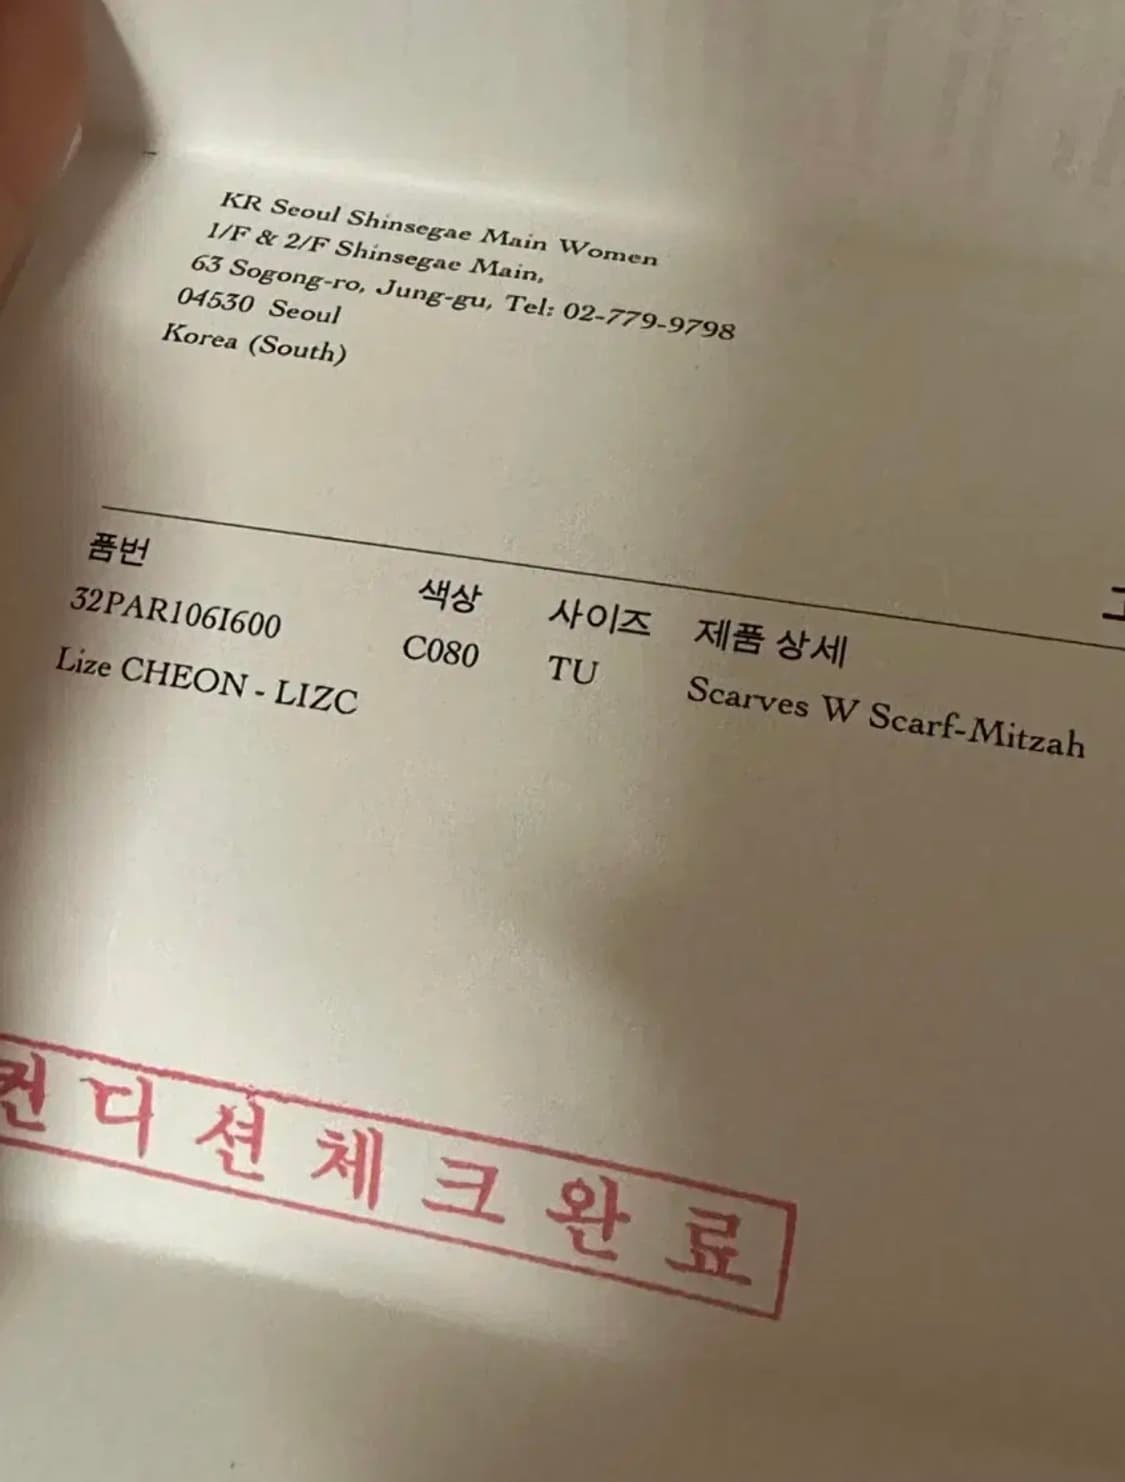 KR Seoul Shinsegae Main Women
1/F & 2/F Shinsegae Main,
63 Sogong-ro, Jung-gu, Tel: 02-779-9798
04530 Seoul
Korea (South)
품번 색상 사이즈 제품 상세
32PAR106I600 C080 TU Scarves W Scarf-Mitzah
Lize CHEON - LIZC
컨디션체크완료